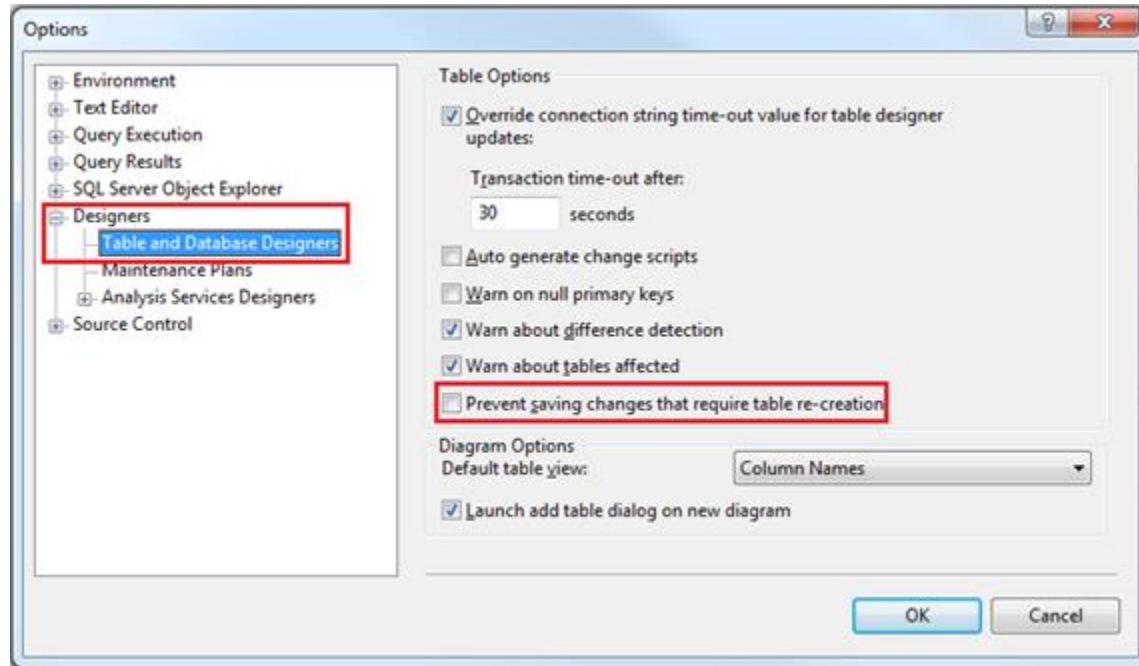 Options
Environment
Text Editor
Query Execution
Query Results
SQL Server Object Explorer
Designers
Table and Database Designers
Maintenance Plans
Analysis Services Designers
Source Control
Table Options
Override connection string time-out value for table designer
updates:
Transaction time-out after:
30 seconds
Auto generate change scripts
Warn on null primary keys
Warn about difference detection
Warn about tables affected
Prevent saving changes that require table re-creation
Diagram Options
Default table view: Column Names
Launch add table dialog on new diagram
OK Cancel